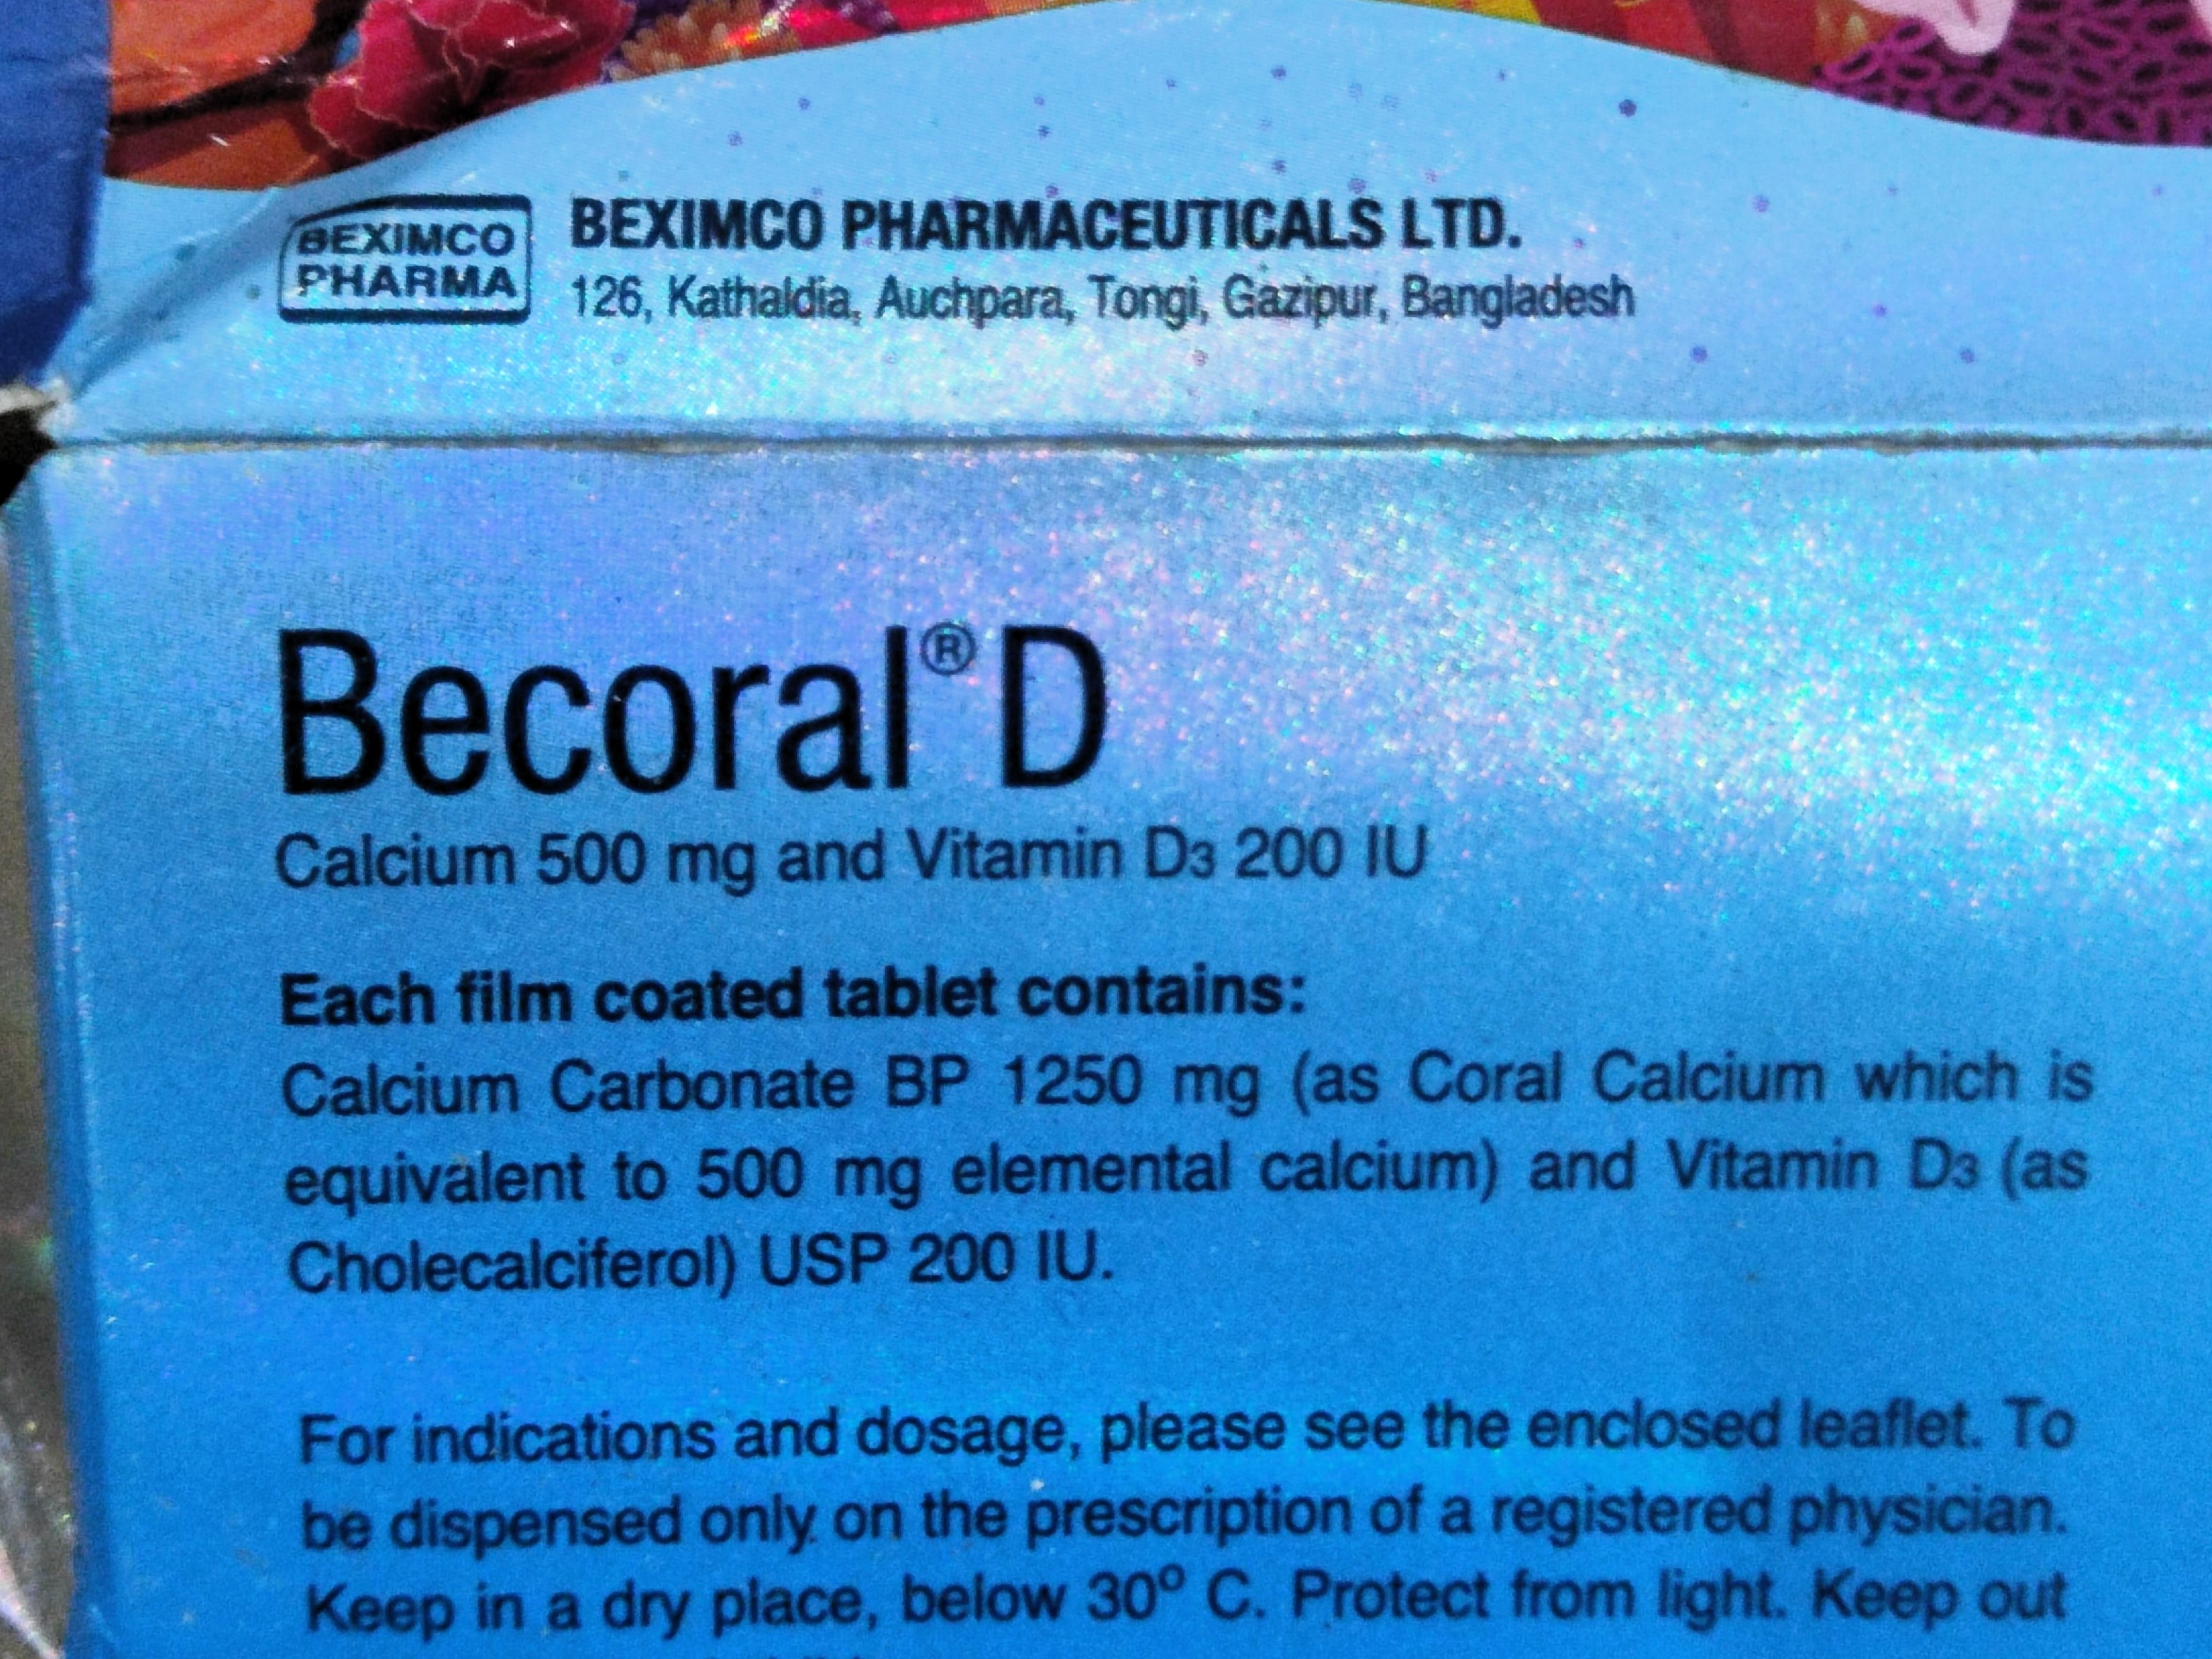 BEXIMCO
PHARMA
BEXIMCO PHARMACEUTICALS LTD.
126, Kathaldia, Auchpara, Tongi, Gazipur, Bangladesh
Becoral® D
Calcium 500 mg and Vitamin D3 200 IU
Each film coated tablet contains:
Calcium Carbonate BP 1250 mg (as Coral Calcium which is
equivalent to 500 mg elemental calcium) and Vitamin D3 (as
Cholecalciferol) USP 200 IU.
For indications and dosage, please see the enclosed leaflet. To
be dispensed only on the prescription of a registered physician.
Keep in a dry place, below 30° C. Protect from light. Keep out